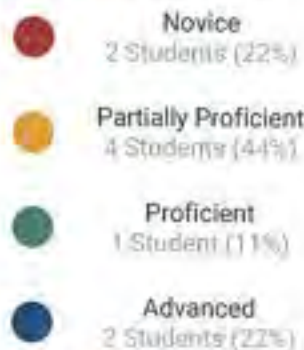 Novice
2 Students (22%)
Partially Proficient
4 Students (44%)
Proficient
1 Student (11%)
Advanced
2 Students (22%)